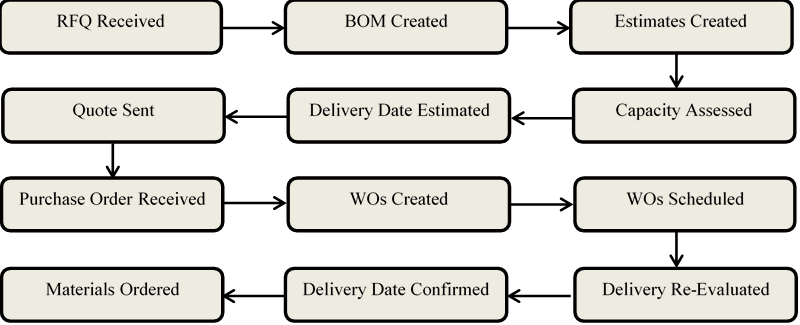 RFQ Received
BOM Created
Estimates Created
Capacity Assessed
Delivery Date Estimated
Quote Sent
Purchase Order Received
WOs Created
WOs Scheduled
Delivery Re-Evaluated
Delivery Date Confirmed
Materials Ordered